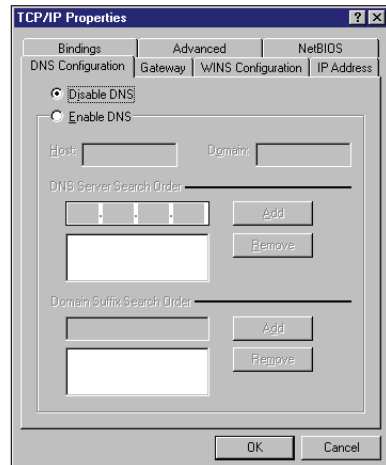 TCP/IP Properties
Bindings Advanced NetBIOS
DNS Configuration Gateway WINS Configuration IP Address
Disable DNS
Enable DNS
Host: Domain:
DNS Server Search Order
. . . Add
Remove
Domain Suffix Search Order
Add
Remove
OK Cancel